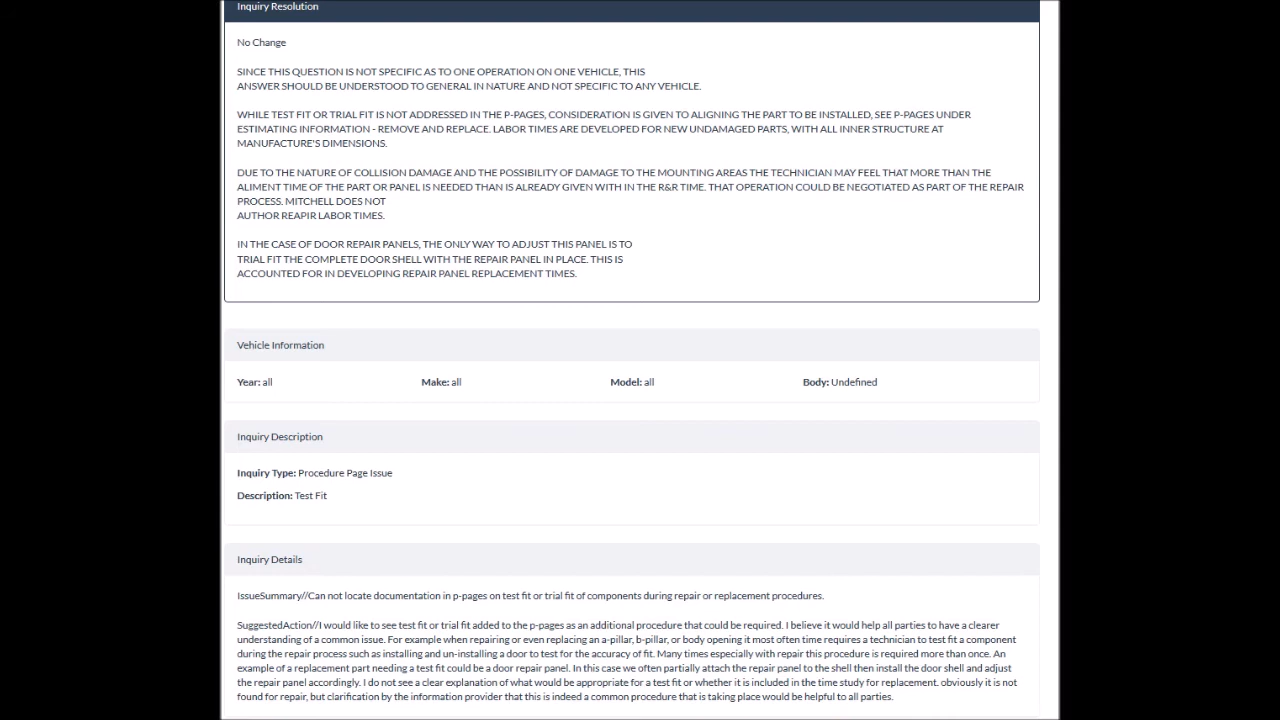 Inquiry Resolution
No Change
SINCE THIS QUESTION IS NOT SPECIFIC AS TO ONE OPERATION ON ONE VEHICLE, THIS
ANSWER SHOULD BE UNDERSTOOD TO GENERAL IN NATURE AND NOT SPECIFIC TO ANY VEHICLE.
WHILE TEST FIT OR TRIAL FIT IS NOT ADDRESSED IN THE P-PAGES, CONSIDERATION IS GIVEN TO ALIGNING THE PART TO BE INSTALLED, SEE P-PAGES UNDER
ESTIMATING INFORMATION - REMOVE AND REPLACE. LABOR TIMES ARE DEVELOPED FOR NEW UNDAMAGED PARTS, WITH ALL INNER STRUCTURE AT
MANUFACTURE'S DIMENSIONS.
DUE TO THE NATURE OF COLLISION DAMAGE AND THE POSSIBILITY OF DAMAGE TO THE MOUNTING AREAS THE TECHNICIAN MAY FEEL THAT MORE THAN THE
ALIMENT TIME OF THE PART OR PANEL IS NEEDED THAN IS ALREADY GIVEN WITH IN THE R&R TIME. THAT OPERATION COULD BE NEGOTIATED AS PART OF THE REPAIR
PROCESS. MITCHELL DOES NOT
AUTHOR REAPIR LABOR TIMES.
IN THE CASE OF DOOR REPAIR PANELS, THE ONLY WAY TO ADJUST THIS PANEL IS TO
TRIAL FIT THE COMPLETE DOOR SHELL WITH THE REPAIR PANEL IN PLACE. THIS IS
ACCOUNTED FOR IN DEVELOPING REPAIR PANEL REPLACEMENT TIMES.
Vehicle Information
Year: all Make: all Model: all Body: Undefined
Inquiry Description
Inquiry Type: Procedure Page Issue
Description: Test Fit
Inquiry Details
IssueSummary//Can not locate documentation in p-pages on test fit or trial fit of components during repair or replacement procedures.
SuggestedAction//I would like to see test fit or trial fit added to the p-pages as an additional procedure that could be required. I believe it would help all parties to have a clearer
understanding of a common issue. For example when repairing or even replacing an a-pillar, b-pillar, or body opening it most often time requires a technician to test fit a component
during the repair process such as installing and un-installing a door to test for the accuracy of fit. Many times especially with repair this procedure is required more than once. An
example of a replacement part needing a test fit could be a door repair panel. In this case we often partially attach the repair panel to the shell then install the door shell and adjust
the repair panel accordingly. I do not see a clear explanation of what would be appropriate for a test fit or whether it is included in the time study for replacement. obviously it is not
found for repair, but clarification by the information provider that this is indeed a common procedure that is taking place would be helpful to all parties.